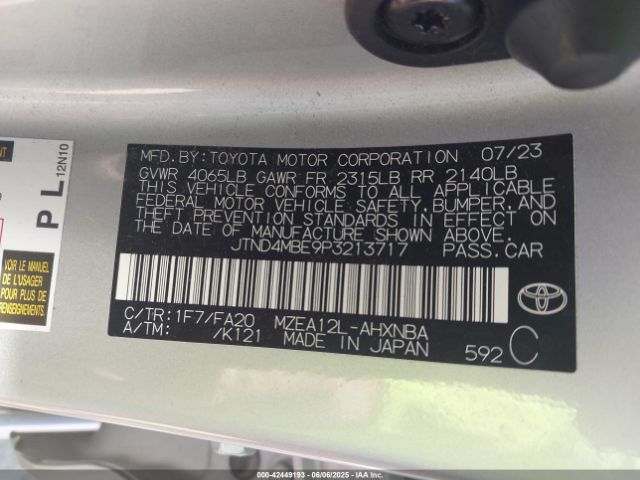 MFD. BY: TOYOTA MOTOR CORPORATION 07/23
GVWR 4065LB GAWR FR 2315LB RR 2140LB
THIS VEHICLE CONFORMS TO ALL APPLICABLE
FEDERAL MOTOR VEHICLE SAFETY, BUMPER, AND
THEFT PREVENTION STANDARDS IN EFFECT ON
THE DATE OF MANUFACTURE SHOWN ABOVE.
JTND4MBE9P3213717 PASS. CAR
C/TR: 1F7/FA20 MZEA12L-AHXNBA
A/TM: /K121 MADE IN JAPAN 592 C
P L 12N10
VOIR LE MANUEL
DE L'USAGER
POUR PLUS DE
RENSEIGNEMENTS
000-42449193 - 06/06/2025 - IAAI.COM